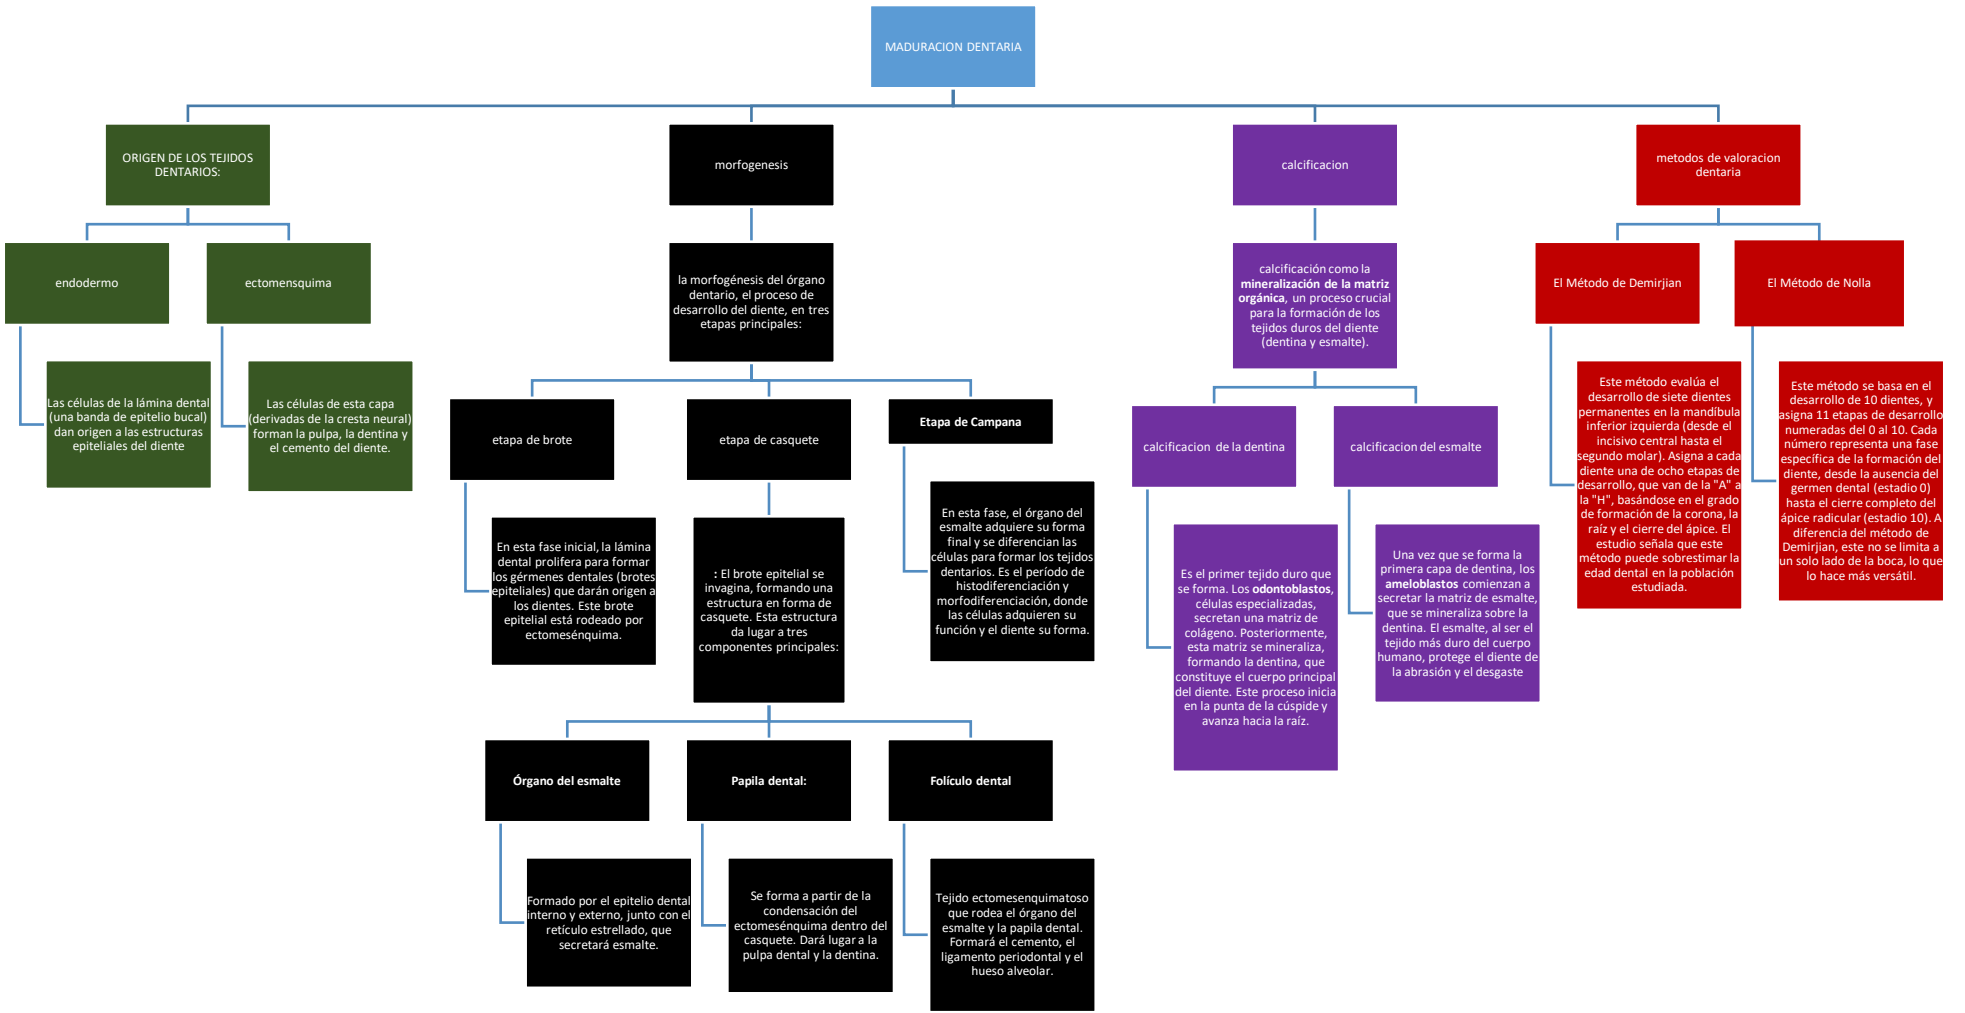 MADURACION DENTARIA
ORIGEN DE LOS TEJIDOS
DENTARIOS:
endodermo
Las células de la lámina dental
(una banda de epitelio bucal)
dan origen a las estructuras
epiteliales del diente
ectomensquima
Las células de esta capa
(derivadas de la cresta neural)
forman la pulpa, la dentina y
el cemento del diente.
morfogenesis
la morfogénesis del órgano
dentario, el proceso de
desarrollo del diente, en tres
etapas principales:
etapa de brote
En esta fase inicial, la lámina
dental prolifera para formar
los gérmenes dentales (brotes
epiteliales) que darán origen a
los dientes. Este brote
epitelial está rodeado por
ectomesénquima.
etapa de casquete
: El brote epitelial se
invagina, formando una
estructura en forma de
casquete. Esta estructura
da lugar a tres
componentes principales:
Órgano del esmalte
Formado por el epitelio dental
interno y externo, junto con el
retículo estrellado, que
secretará esmalte.
Papila dental:
Se forma a partir de la
condensación del
ectomesénquima dentro del
casquete. Dará lugar a la
pulpa dental y la dentina.
Folículo dental
Tejido ectomesenquimatoso
que rodea el órgano del
esmalte y la papila dental.
Formará el cemento, el
ligamento periodontal y el
hueso alveolar.
Etapa de Campana
En esta fase, el órgano del
esmalte adquiere su forma
final y se diferencian las
células para formar los tejidos
dentarios. Es el período de
histodiferenciación y
morfodiferenciación, donde
las células adquieren su
función y el diente su forma.
calcificacion
calcificación como la
mineralización de la matriz
orgánica, un proceso crucial
para la formación de los
tejidos duros del diente
(dentina y esmalte).
calcificacion de la dentina
Es el primer tejido duro que
se forma. Los odontoblastos,
células especializadas,
secretan una matriz de
colágeno. Posteriormente,
esta matriz se mineraliza,
formando la dentina, que
constituye el cuerpo principal
del diente. Este proceso inicia
en la punta de la cúspide y
avanza hacia la raíz.
calcificacion del esmalte
Una vez que se forma la
primera capa de dentina, los
ameloblastos comienzan a
secretar la matriz de esmalte,
que se mineraliza sobre la
dentina. El esmalte, al ser el
tejido más duro del cuerpo
humano, protege el diente de
la abrasión y el desgaste
metodos de valoracion
dentaria
El Método de Demirjian
Este método evalúa el
desarrollo de siete dientes
permanentes en la mandíbula
inferior izquierda (desde el
incisivo central hasta el
segundo molar). Asigna a cada
diente una de ocho etapas de
desarrollo, que van de la "A" a
la "H", basándose en el grado
de formación de la corona, la
raíz y el cierre del ápice. El
estudio señala que este
método puede sobrestimar la
edad dental en la población
estudiada.
El Método de Nolla
Este método se basa en el
desarrollo de 10 dientes, y
asigna 11 etapas de desarrollo
numeradas del 0 al 10. Cada
número representa una fase
específica de la formación del
diente, desde la ausencia del
germen dental (estadio 0)
hasta el cierre completo del
ápice radicular (estadio 10). A
diferencia del método de
Demirjian, este no se limita a
un solo lado de la boca, lo que
lo hace más versátil.